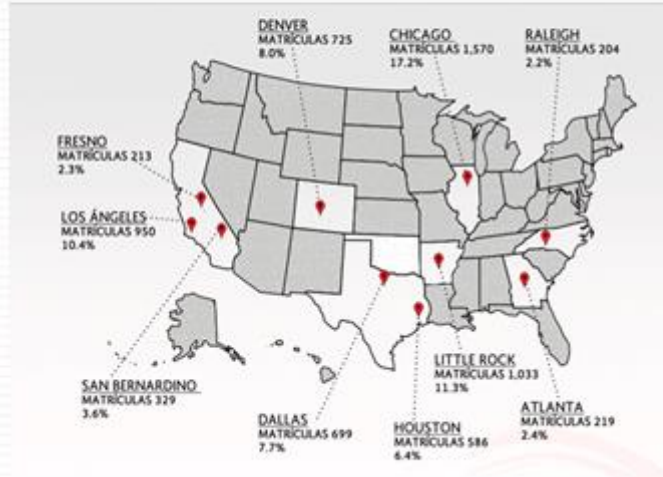 DENVER
MATRÍCULAS 725
8.0%
CHICAGO
MATRÍCULAS 1,570
17.2%
RALEIGH
MATRÍCULAS 204
2.2%
FRESNO
MATRÍCULAS 213
2.3%
LOS ÁNGELES
MATRÍCULAS 950
10.4%
SAN BERNARDINO
MATRÍCULAS 329
3.6%
DALLAS
MATRÍCULAS 699
7.7%
HOUSTON
MATRÍCULAS 586
6.4%
LITTLE ROCK
MATRÍCULAS 1,033
11.3%
ATLANTA
MATRÍCULAS 219
2.4%